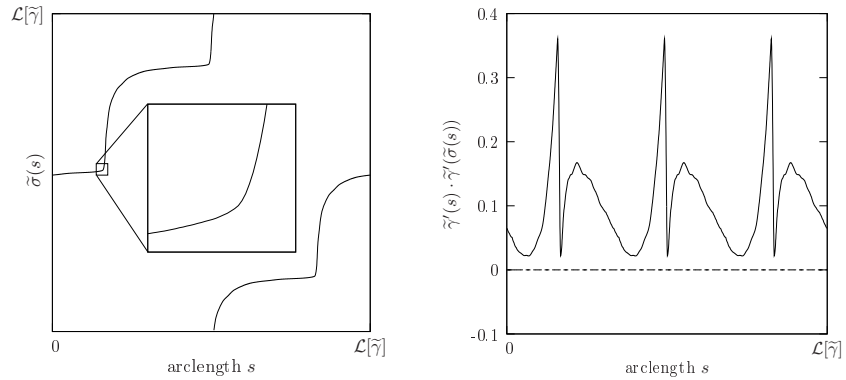 ℒ[γ̃]
σ̃(s)
0
ℒ[γ̃]
arclength s
0.4
0.3
0.2
0.1
0
-0.1
γ̃′(s) · γ̃′(σ̃(s))
0
ℒ[γ̃]
arclength s